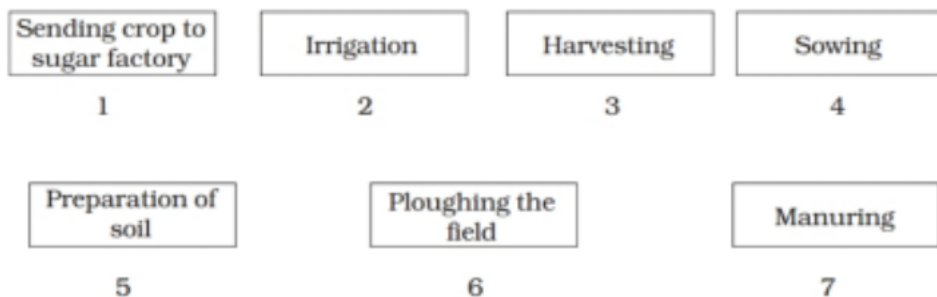 Sending crop to
sugar factory
Irrigation
Harvesting
Sowing
1
2
3
4
Preparation of
soil
Ploughing the
field
Manuring
5
6
7